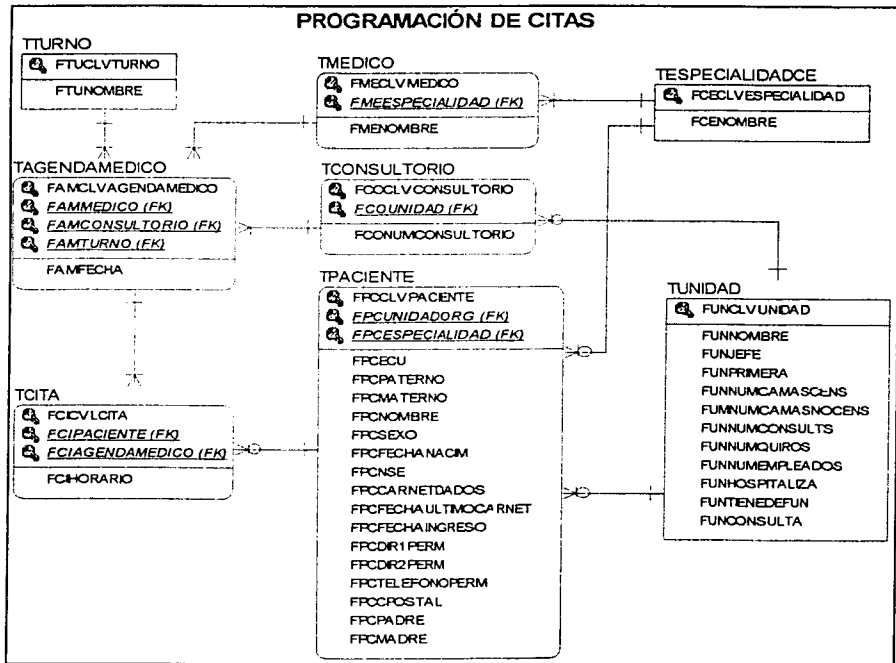 PROGRAMACIÓN DE CITAS
TTURNO
FTUCLVTURNO
FTUNOMBRE
TMEDICO
FMECLVMEDICO
FMEESPECIALIDAD (FK)
FMENOMBRE
TESPECIALIDADCE
FCECLVESPECIALIDAD
FCENOMBRE
TAGENDAMEDICO
FAMCLVAGENDAMEDICO
FAMMEDICO (FK)
FAMCONSULTORIO (FK)
FAMTURNO (FK)
FAMFECHA
TCONSULTORIO
FCOCLVCONSULTORIO
FCOUNIDAD (FK)
FCONUMCONSULTORIO
TPACIENTE
FPCCLVPACIENTE
FPCUNIDADORG (FK)
FPCESPECIALIDAD (FK)
FPCECU
FPCPATERNO
FPCMATERNO
FPCNOMBRE
FPCSEXO
FPCFECHANACIM
FPCNSE
FPCCARNETDADOS
FPCFECHAULTIMOCARNET
FPCFECHAINGRESO
FPCDIR1PERM
FPCDIR2PERM
FPCTELEFONOPERM
FPCCPOSTAL
FPCPADRE
FPCMADRE
TUNIDAD
FUNCLVUNIDAD
FUNNOMBRE
FUNJEFE
FUNPRIMERA
FUNNUMCAMASCENS
FUMNUMCAMASNOCENS
FUNNUMCONSULTS
FUNNUMQUIROS
FUNNUMEMPLEADOS
FUNHOSPITALIZA
FUNTIENEDEFUN
FUNCONSULTA
TCITA
FCICVLCITA
FCIPACIENTE (FK)
FCIAGENDAMEDICO (FK)
FCIHORARIO